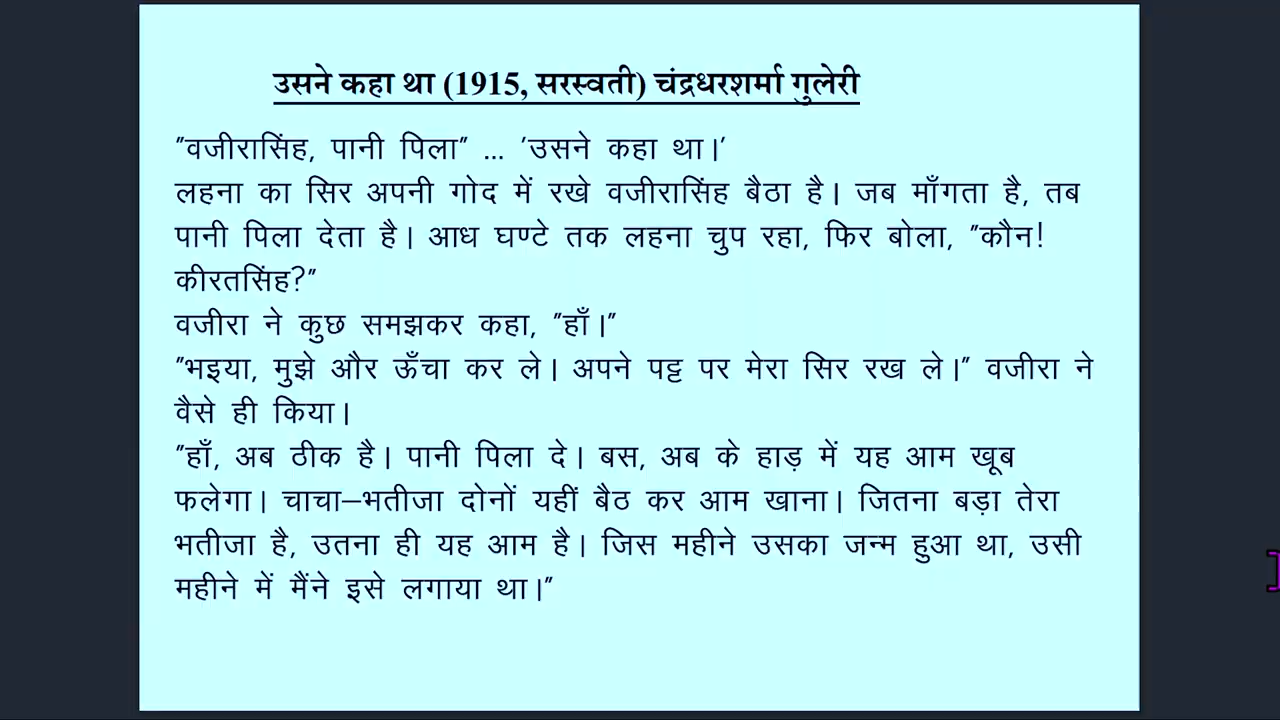 उसने कहा था (1915, सरस्वती) चंद्रधरशर्मा गुलेरी
"वजीरासिंह, पानी पिला" ... 'उसने कहा था।'
लहना का सिर अपनी गोद में रखे वजीरासिंह बैठा है। जब माँगता है, तब
पानी पिला देता है। आध घण्टे तक लहना चुप रहा, फिर बोला, "कौन!
कीरतसिंह?"
वजीरा ने कुछ समझकर कहा, "हाँ।"
"भइया, मुझे और ऊँचा कर ले। अपने पट्ट पर मेरा सिर रख ले।" वजीरा ने
वैसे ही किया।
"हाँ, अब ठीक है। पानी पिला दे। बस, अब के हाड़ में यह आम खूब
फलेगा। चाचा–भतीजा दोनों यहीं बैठ कर आम खाना। जितना बड़ा तेरा
भतीजा है, उतना ही यह आम है। जिस महीने उसका जन्म हुआ था, उसी
महीने में मैंने इसे लगाया था।"